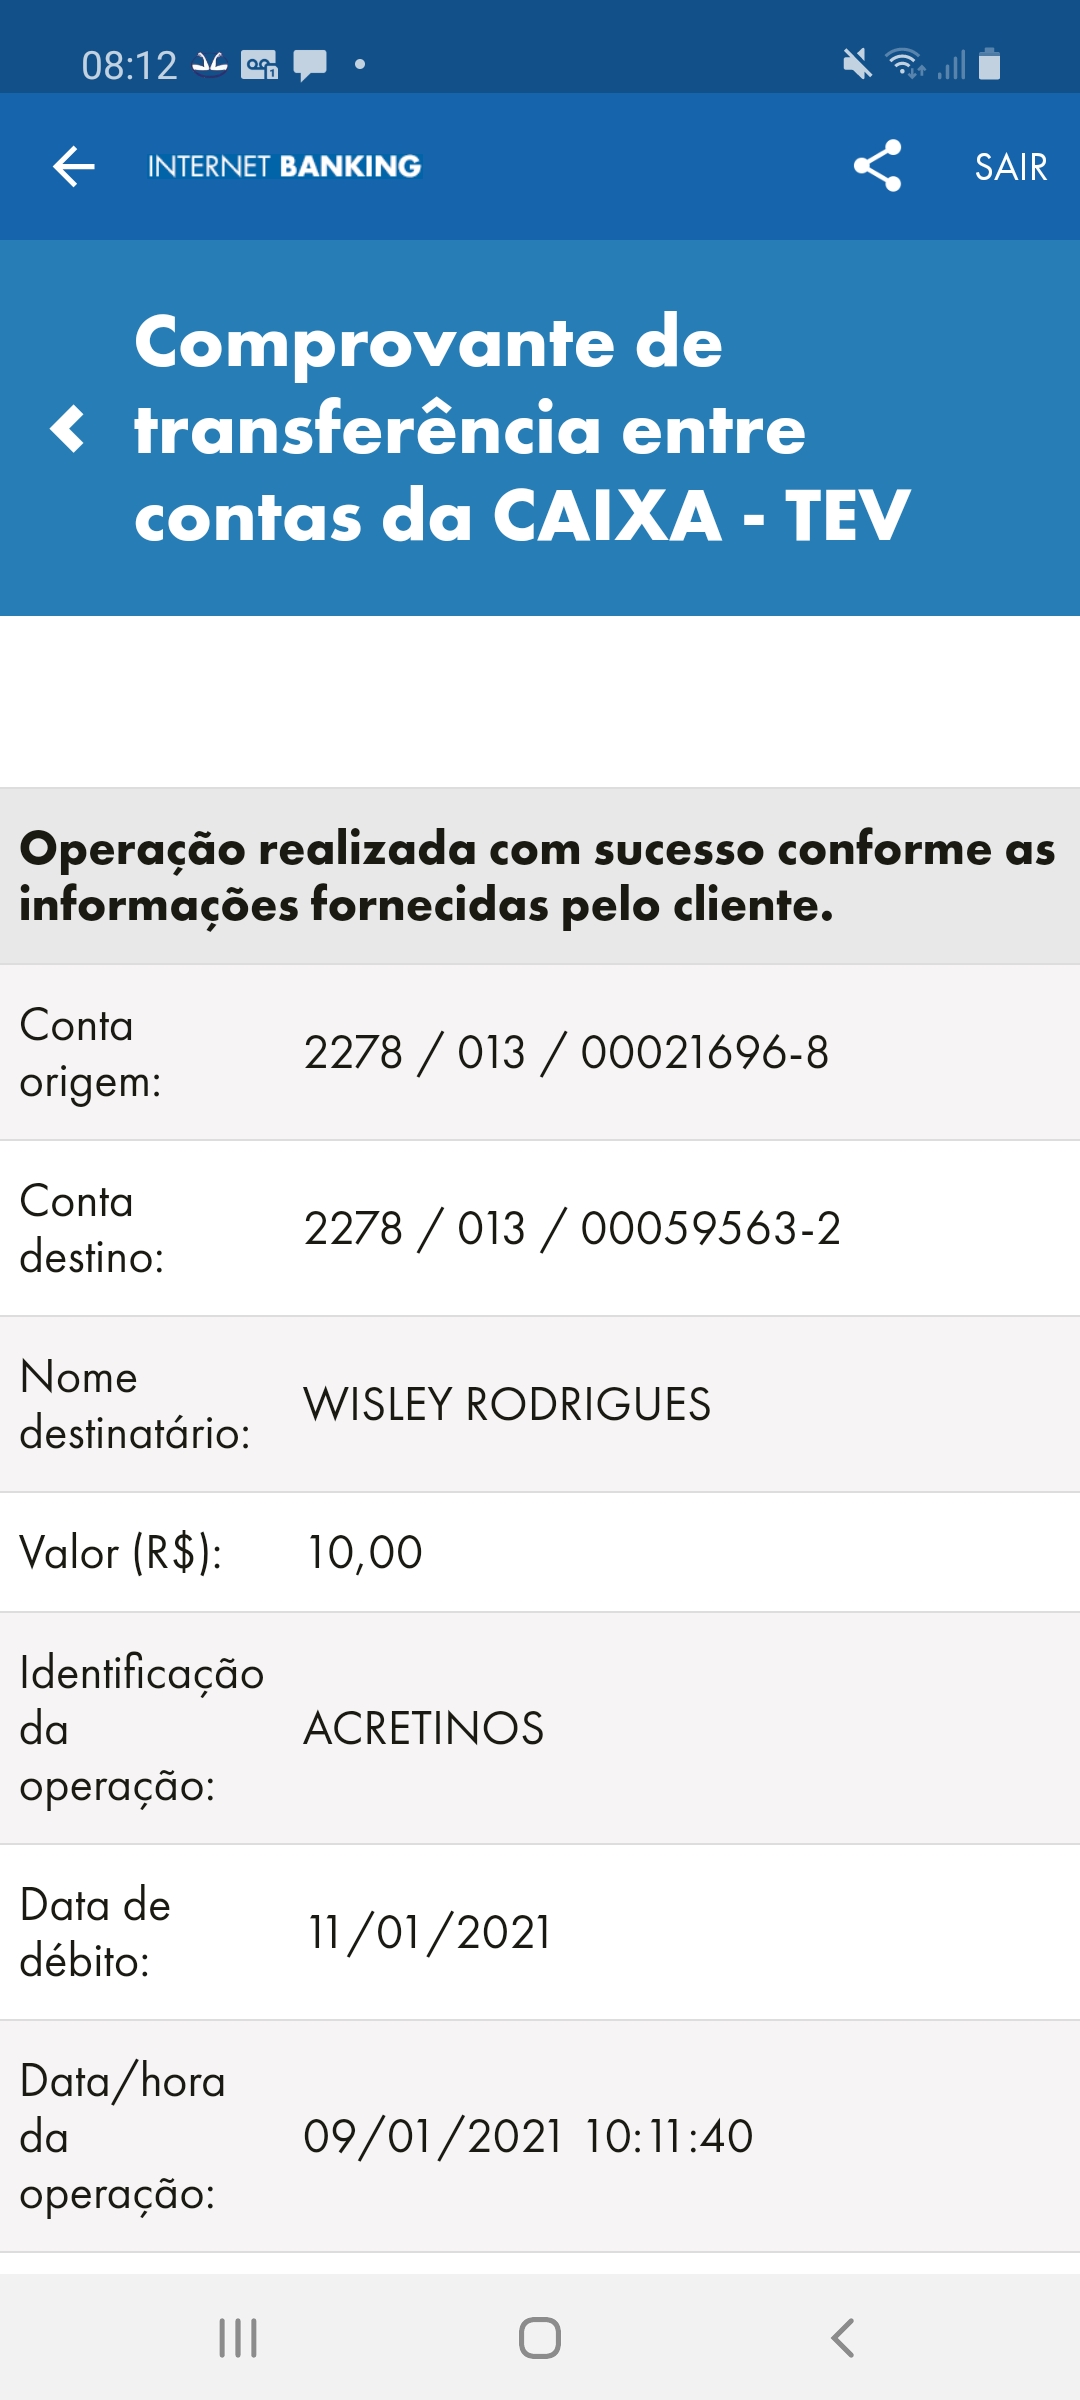 08:12
INTERNET BANKING
SAIR
Comprovante de
transferência entre
contas da CAIXA - TEV
Operação realizada com sucesso conforme as
informações fornecidas pelo cliente.
Conta
origem:
2278 / 013 / 00021696-8
Conta
destino:
2278 / 013 / 00059563-2
Nome
destinatário:
WISLEY RODRIGUES
Valor (R$):
10,00
Identificação
da
operação:
ACRETINOS
Data de
débito:
11/01/2021
Data/hora
da
operação:
09/01/2021 10:11:40